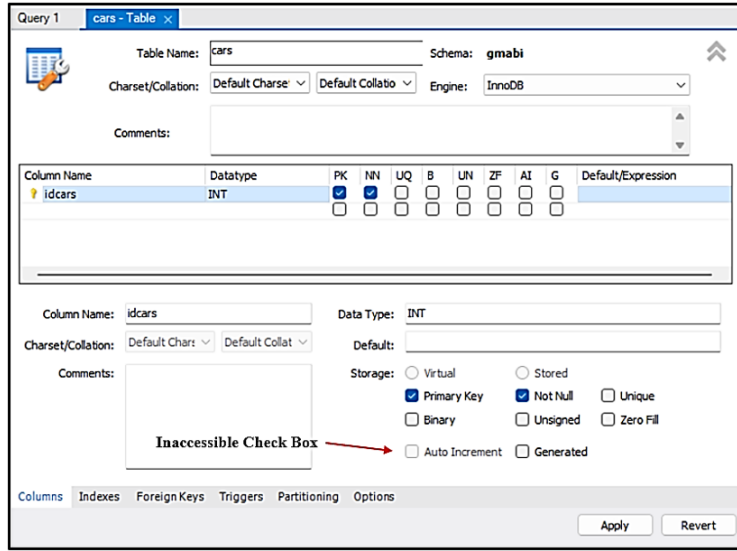 Query 1 cars - Table ×
Table Name: cars Schema: gmabi
Charset/Collation: Default Charse Default Collatio Engine: InnoDB
Comments:
Column Name Datatype PK NN UQ B UN ZF AI G Default/Expression
idcars INT
Column Name: idcars Data Type: INT
Charset/Collation: Default Chars Default Collat Default:
Comments: Storage: Virtual Stored
Primary Key Not Null Unique
Binary Unsigned Zero Fill
Inaccessible Check Box Auto Increment Generated
Columns Indexes Foreign Keys Triggers Partitioning Options
Apply Revert